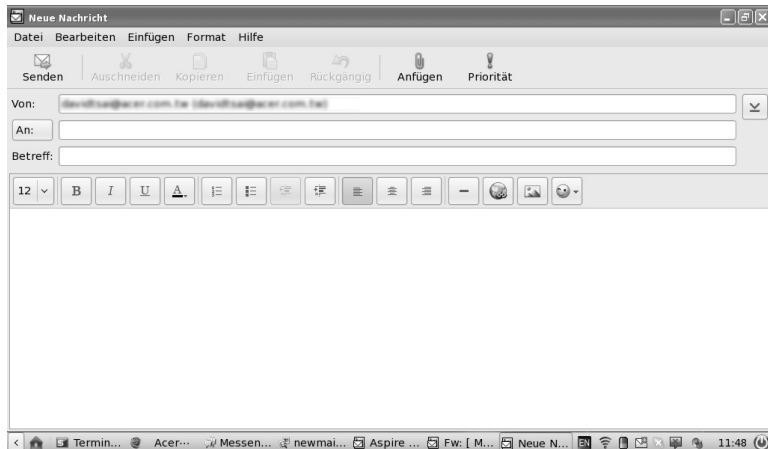 Neue Nachricht
Datei Bearbeiten Einfügen Format Hilfe
Senden Auschneiden Kopieren Einfügen Rückgängig Anfügen Priorität
Von:
An:
Betreff:
12 B I U A
Termin... Acer··· Messen... newmai... Aspire ... Fw: [ M... Neue N... EN 11:48